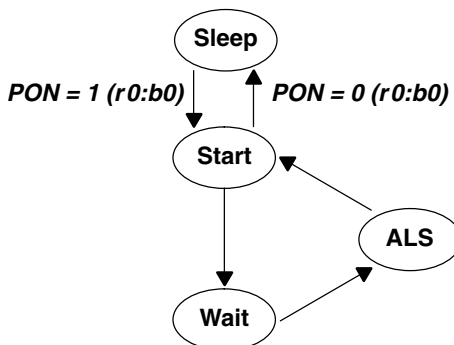 Sleep
PON = 1 (r0:b0)
PON = 0 (r0:b0)
Start
ALS
Wait